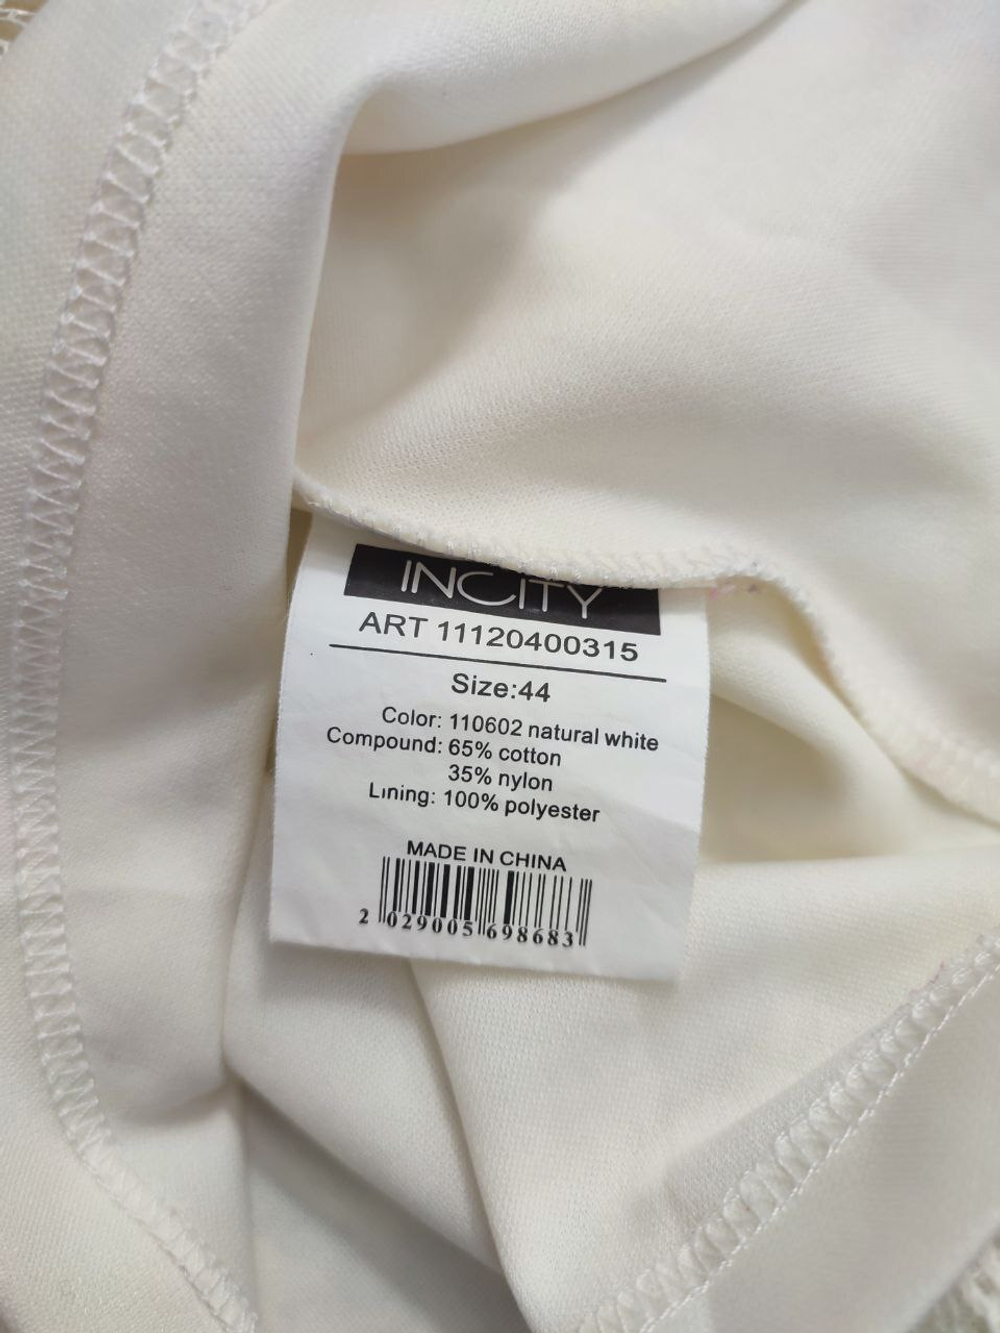 INCITY
ART 11120400315
Size:44
Color: 110602 natural white
Compound: 65% cotton
35% nylon
Lining: 100% polyester
MADE IN CHINA
2 029005 698683